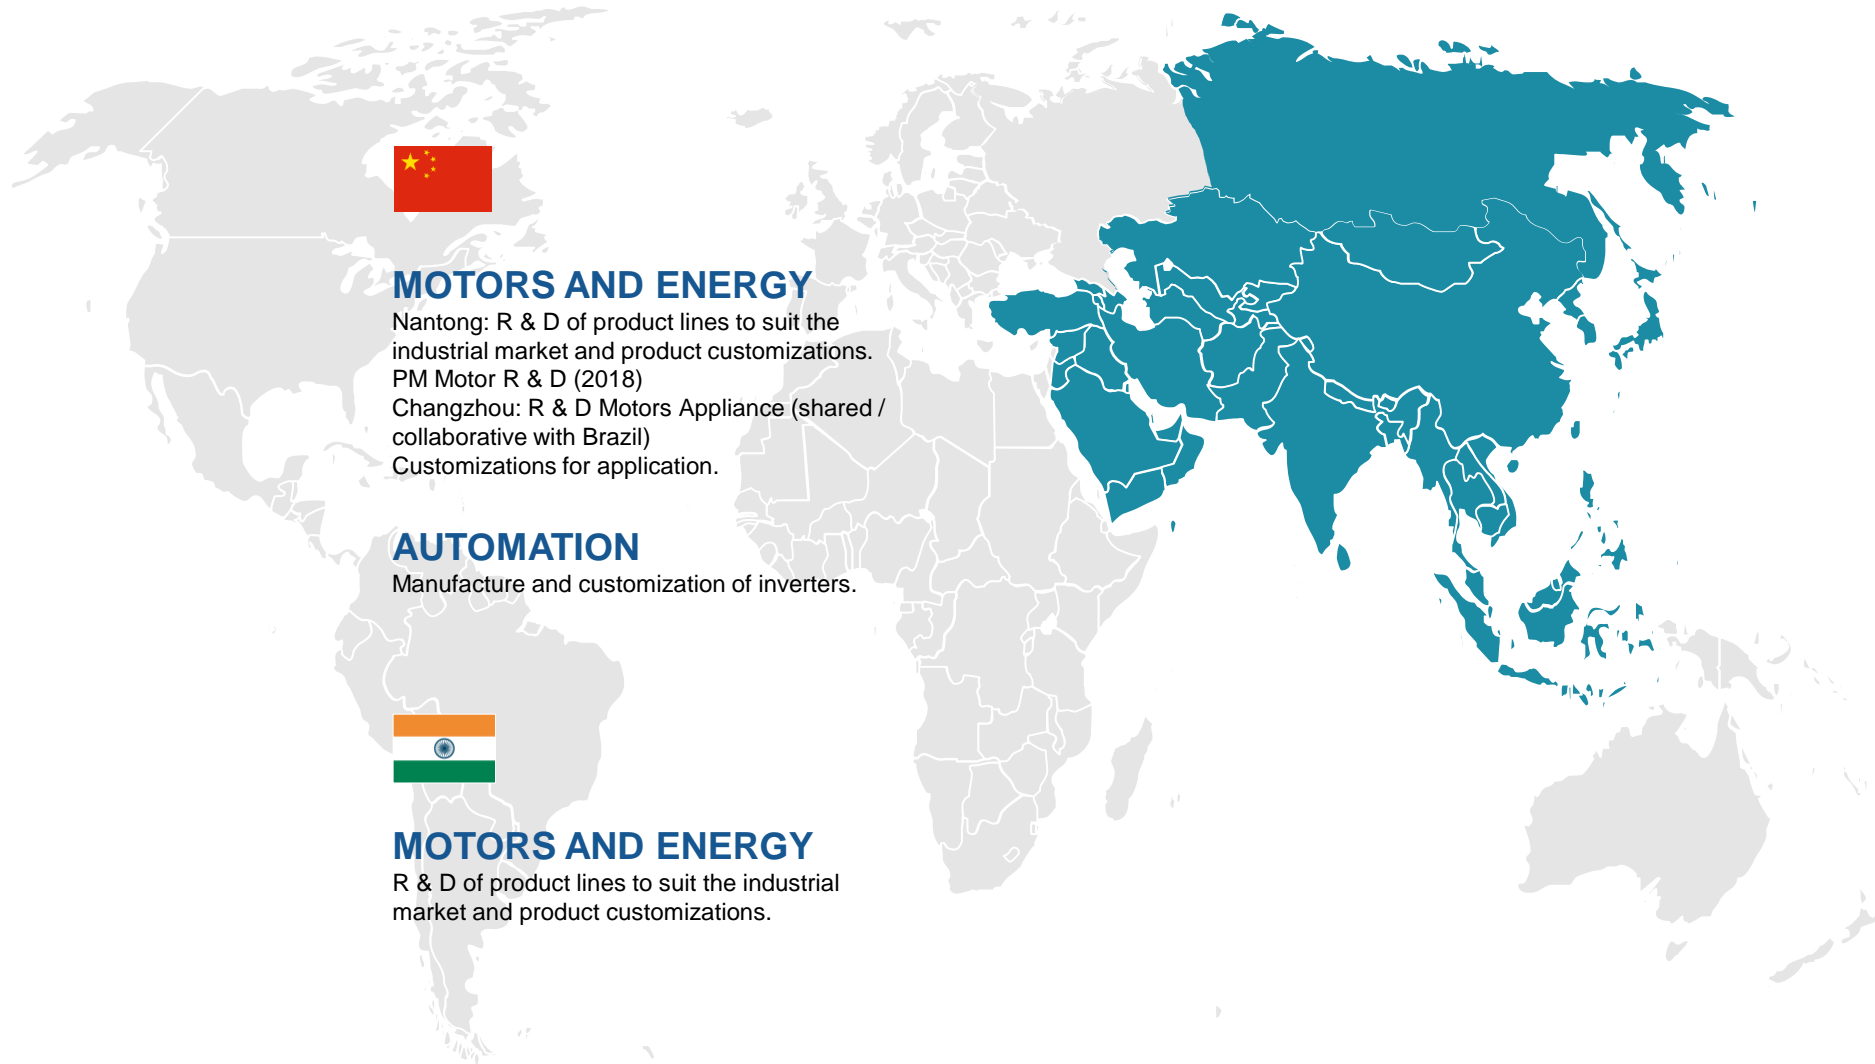 MOTORS AND ENERGY
Nantong: R & D of product lines to suit the
industrial market and product customizations.
PM Motor R & D (2018)
Changzhou: R & D Motors Appliance (shared /
collaborative with Brazil)
Customizations for application.
AUTOMATION
Manufacture and customization of inverters.
MOTORS AND ENERGY
R & D of product lines to suit the industrial
market and product customizations.